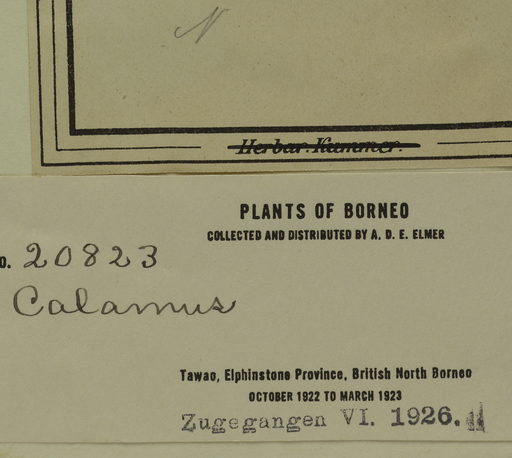 N
Herbar. Kummer.
PLANTS OF BORNEO
COLLECTED AND DISTRIBUTED BY A. D. E. ELMER
o. 20823
Calamus
Tawao, Elphinstone Province, British North Borneo
OCTOBER 1922 TO MARCH 1923
Zugegangen VI. 1926.